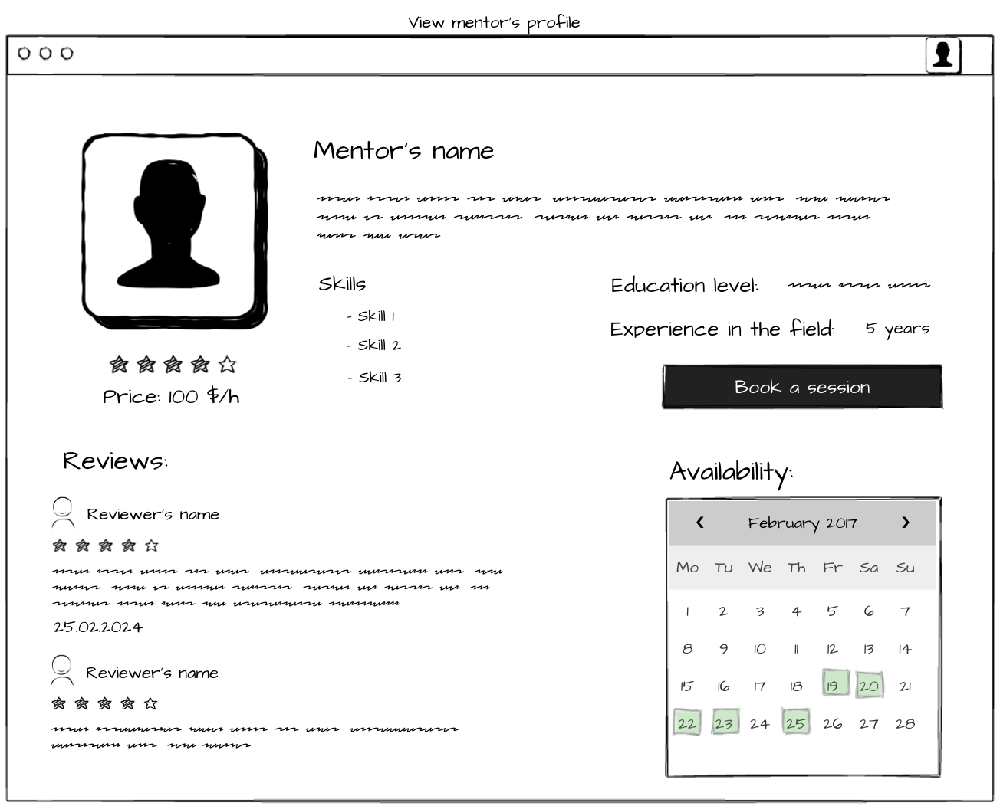 View mentor's profile
Mentor's name
Skills
- Skill 1
- Skill 2
- Skill 3
Education level:
Experience in the field: 5 years
Book a session
Price: 100 $/h
Reviews:
Reviewer's name
25.02.2024
Reviewer's name
Availability:
‹ February 2017 ›
Mo Tu We Th Fr Sa Su
1 2 3 4 5 6 7
8 9 10 11 12 13 14
15 16 17 18 19 20 21
22 23 24 25 26 27 28